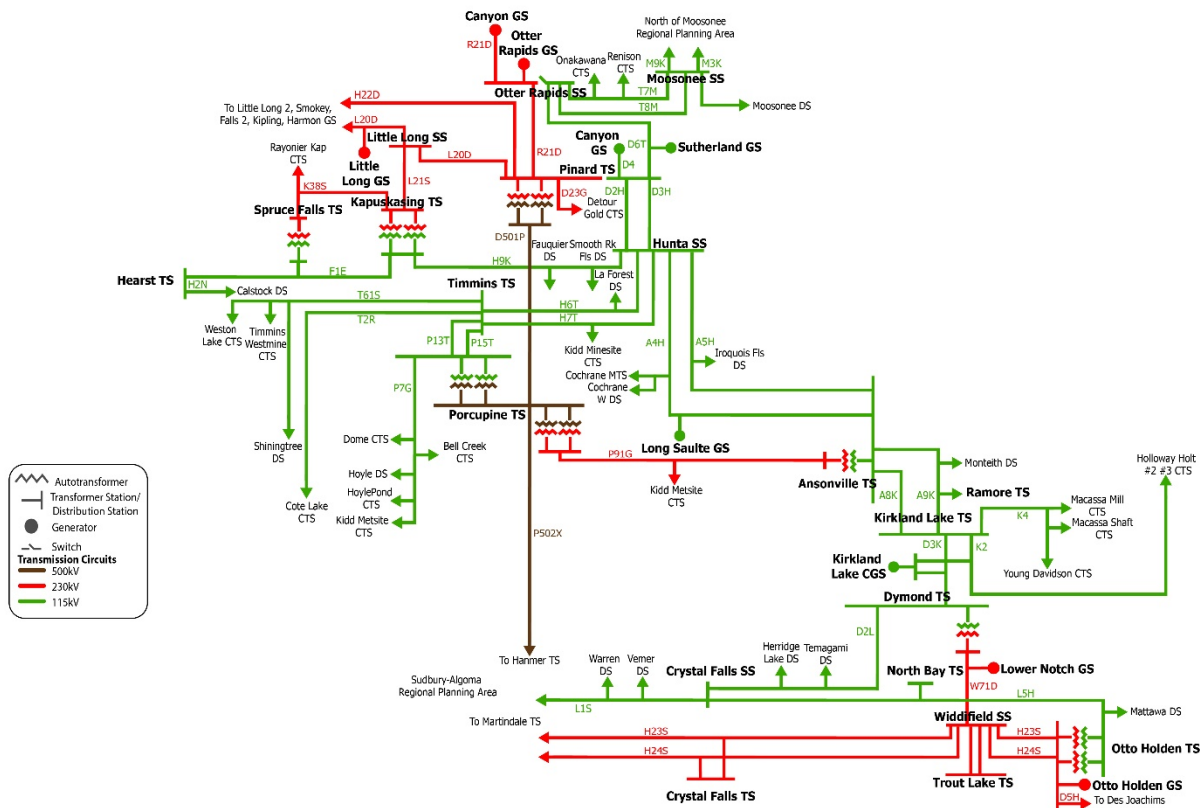 Canyon GS
R21D
Otter
Rapids GS
Onakawana
CTS
Renison
CTS
North of Moosonee
Regional Planning Area
M9K
M3K
Moosonee SS
Otter Rapids SS
T7M
T8M
Moosonee DS
H22D
To Little Long 2, Smokey,
Falls 2, Kipling, Harmon GS
L20D
Little Long SS
Little
Long GS
L20D
R21D
Canyon
GS
D6T
D4
Sutherland GS
Rayonier Kap
CTS
K38S
L21S
Pinard TS
D23G
Detour
Gold CTS
D2H
D3H
Spruce Falls TS
Kapuskasing TS
D501P
Fauquier
DS
Smooth Rk
Fls DS
Hunta SS
H9K
La Forest
DS
Hearst TS
F1E
H2N
Calstock DS
Timmins TS
T61S
H6T
T2R
H7T
Weston
Lake CTS
Timmins
Westmine
CTS
P13T
P15T
Kidd Minesite
CTS
A4H
A5H
Iroquois Fls
DS
Cochrane MTS
Cochrane
W DS
P7G
Porcupine TS
Long Saulte GS
Shiningtree
DS
Dome CTS
Bell Creek
CTS
P91G
Ansonville TS
Kidd Metsite
CTS
Monteith DS
Holloway Holt
#2 #3 CTS
Hoyle DS
HoylePond
CTS
Kidd Metsite
CTS
Cote Lake
CTS
A8K
A9K
Ramore TS
Macassa Mill
CTS
Macassa Shaft
CTS
Kirkland Lake TS
K4
P502X
D3K
K2
Kirkland
Lake CGS
Young Davidson CTS
Dymond TS
Autotransformer
Transformer Station/
Distribution Station
Generator
Switch
Transmission Circuits
500kV
230kV
115kV
D2L
To Hanmer TS
Sudbury-Algoma
Regional Planning Area
Warren
DS
Verner
DS
Crystal Falls SS
Herridge
Lake DS
Temagami
DS
North Bay TS
Lower Notch GS
W71D
L1S
L5H
Mattawa DS
To Martindale TS
Widdifield SS
H23S
H23S
H24S
H24S
Otto Holden TS
Crystal Falls TS
Trout Lake TS
Otto Holden GS
D5H
To Des Joachims